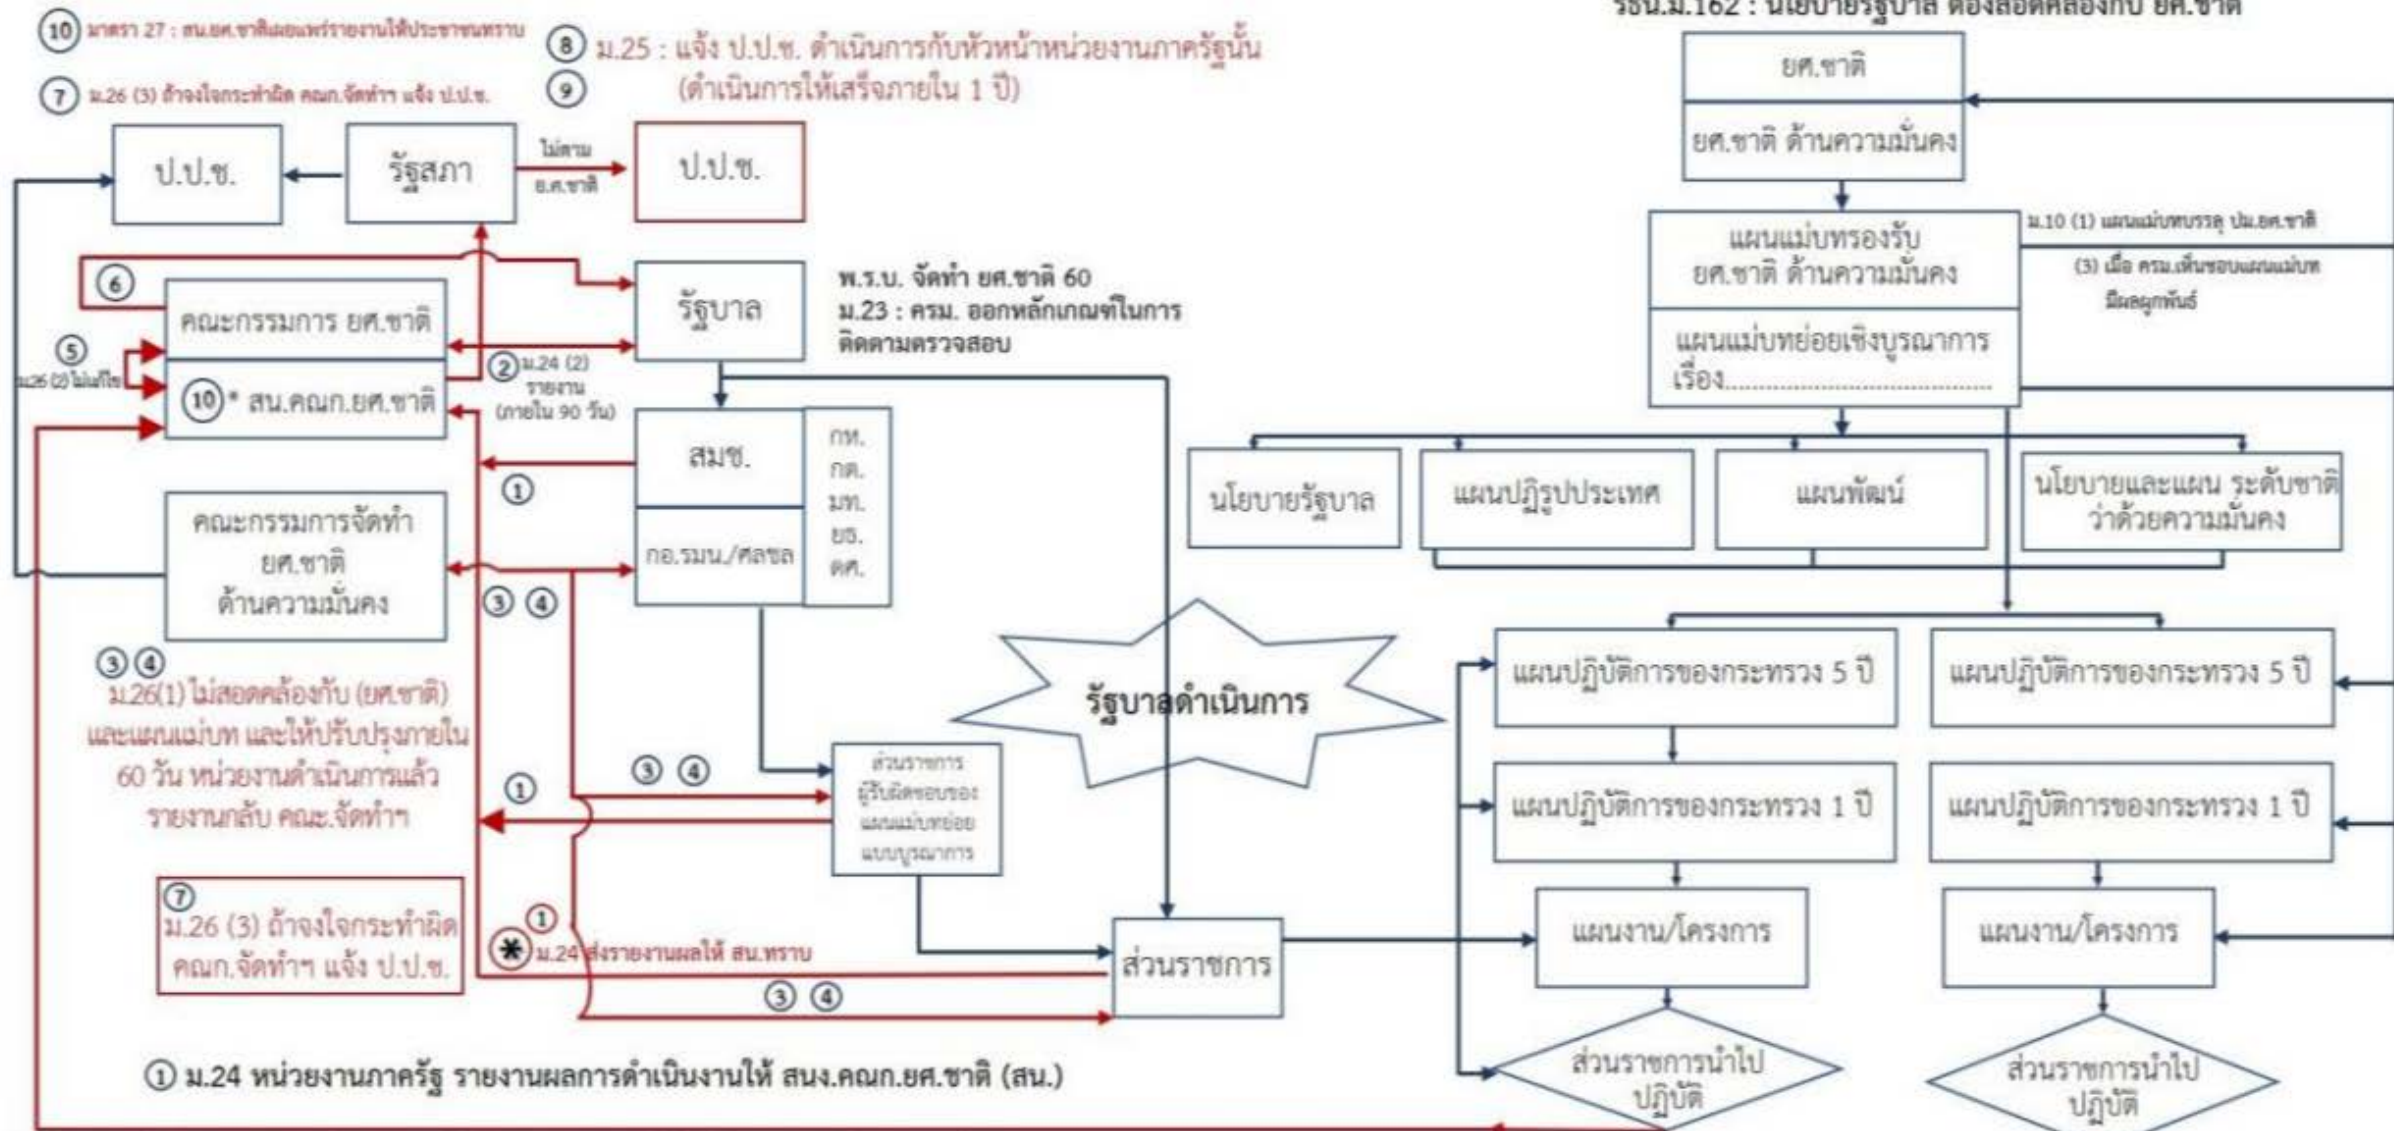 ⑩ มาตรา 27 : สน.ยศ.ชาติเผยแพร่รายงานให้ประชาชนทราบ
⑦ ม.26 (3) ถ้าจงใจกระทำผิด คณก.จัดทำฯ แจ้ง ป.ป.ช.
⑧ ม.25 : แจ้ง ป.ป.ช. ดำเนินการกับหัวหน้าหน่วยงานภาครัฐนั้น
⑨ (ดำเนินการให้เสร็จภายใน 1 ปี)
รธน.ม.162 : นโยบายรัฐบาล ต้องสอดคล้องกับ ยศ.ชาติ
ป.ป.ช.
รัฐสภา
ไม่ตาม
ย.ศ.ชาติ
ป.ป.ช.
ยศ.ชาติ
ยศ.ชาติ ด้านความมั่นคง
แผนแม่บทรองรับ
ยศ.ชาติ ด้านความมั่นคง
แผนแม่บทย่อยเชิงบูรณาการ
เรื่อง................................
ม.10 (1) แผนแม่บทบรรลุ ปม.ยศ.ชาติ
(3) เมื่อ ครม.เห็นชอบแผนแม่บท
มีผลผูกพันธ์
⑥
คณะกรรมการ ยศ.ชาติ
⑤
ม.26 (2) ไม่แก้ไข
⑩* สน.คณก.ยศ.ชาติ
รัฐบาล
② ม.24 (2)
รายงาน
(ภายใน 90 วัน)
พ.ร.บ. จัดทำ ยศ.ชาติ 60
ม.23 : ครม. ออกหลักเกณฑ์ในการ
ติดตามตรวจสอบ
สมช.
กอ.รมน./ศลชล
กห.
กต.
มท.
ยธ.
ดศ.
①
นโยบายรัฐบาล
แผนปฏิรูปประเทศ
แผนพัฒน์
นโยบายและแผน ระดับชาติ
ว่าด้วยความมั่นคง
คณะกรรมการจัดทำ
ยศ.ชาติ
ด้านความมั่นคง
③ ④
③ ④
ม.26(1) ไม่สอดคล้องกับ (ยศ.ชาติ)
และแผนแม่บท และให้ปรับปรุงภายใน
60 วัน หน่วยงานดำเนินการแล้ว
รายงานกลับ คณะ.จัดทำฯ
รัฐบาลดำเนินการ
③ ④
①
ส่วนราชการ
ผู้รับผิดชอบของ
แผนแม่บทย่อย
แบบบูรณาการ
แผนปฏิบัติการของกระทรวง 5 ปี
แผนปฏิบัติการของกระทรวง 5 ปี
แผนปฏิบัติการของกระทรวง 1 ปี
แผนปฏิบัติการของกระทรวง 1 ปี
⑦
ม.26 (3) ถ้าจงใจกระทำผิด
คณก.จัดทำฯ แจ้ง ป.ป.ช.
①
* ม.24 ส่งรายงานผลให้ สน.ทราบ
③ ④
ส่วนราชการ
แผนงาน/โครงการ
แผนงาน/โครงการ
ส่วนราชการนำไป
ปฏิบัติ
ส่วนราชการนำไป
ปฏิบัติ
① ม.24 หน่วยงานภาครัฐ รายงานผลการดำเนินงานให้ สนง.คณก.ยศ.ชาติ (สน.)